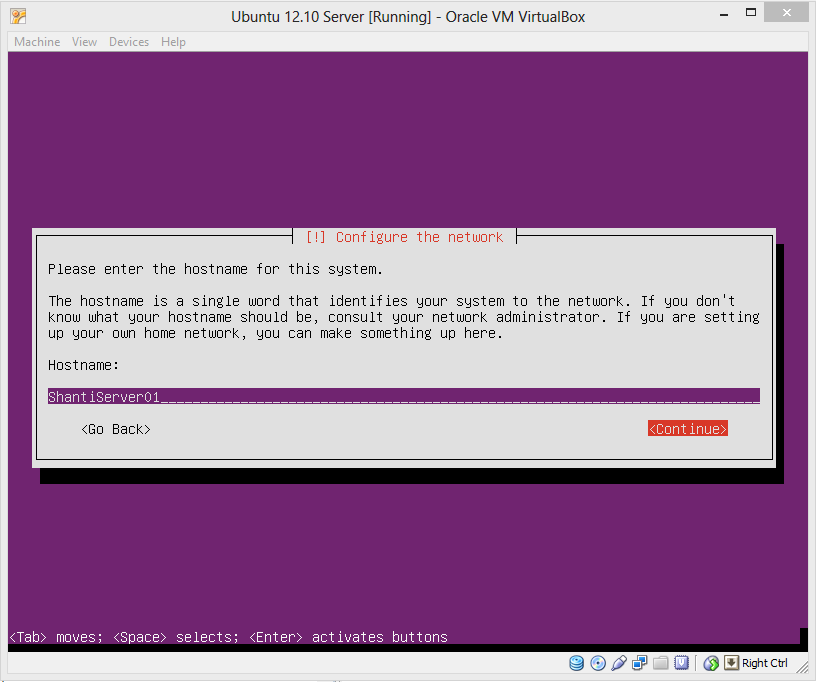 Ubuntu 12.10 Server [Running] - Oracle VM VirtualBox
Machine View Devices Help
[!] Configure the network
Please enter the hostname for this system.
The hostname is a single word that identifies your system to the network. If you don't
know what your hostname should be, consult your network administrator. If you are setting
up your own home network, you can make something up here.
Hostname:
ShantiServer01
<Go Back> <Continue>
<Tab> moves; <Space> selects; <Enter> activates buttons
Right Ctrl